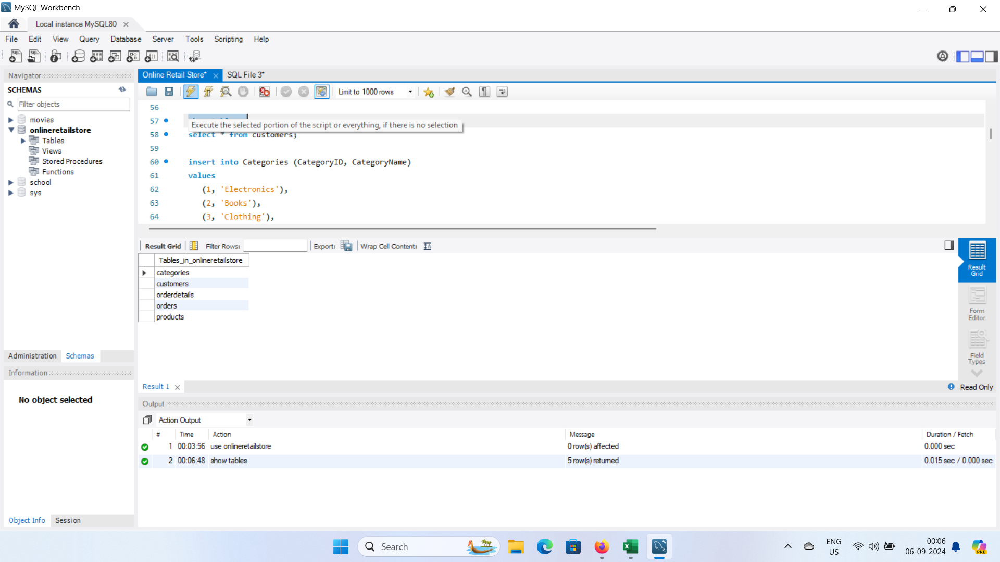 MySQL Workbench
Local instance MySQL80
File Edit View Query Database Server Tools Scripting Help
Navigator
SCHEMAS
Filter objects
movies
onlineretailstore
Tables
Views
Stored Procedures
Functions
school
sys
Administration Schemas
Information
No object selected
Object Info Session
Online Retail Store* SQL File 3*
Limit to 1000 rows
56
57
Execute the selected portion of the script or everything, if there is no selection
58 select * from customers;
59
60 insert into Categories (CategoryID, CategoryName)
61 values
62 (1, 'Electronics'),
63 (2, 'Books'),
64 (3, 'Clothing'),
Result Grid Filter Rows: Export: Wrap Cell Content:
Tables_in_onlineretailstore
categories
customers
orderdetails
orders
products
Result
Grid
Form
Editor
Field
Types
Result 1 Read Only
Output
Action Output
# Time Action Message Duration / Fetch
1 00:03:56 use onlineretailstore 0 row(s) affected 0.000 sec
2 00:06:48 show tables 5 row(s) returned 0.015 sec / 0.000 sec
Search
PRE
ENG
US
00:06
06-09-2024